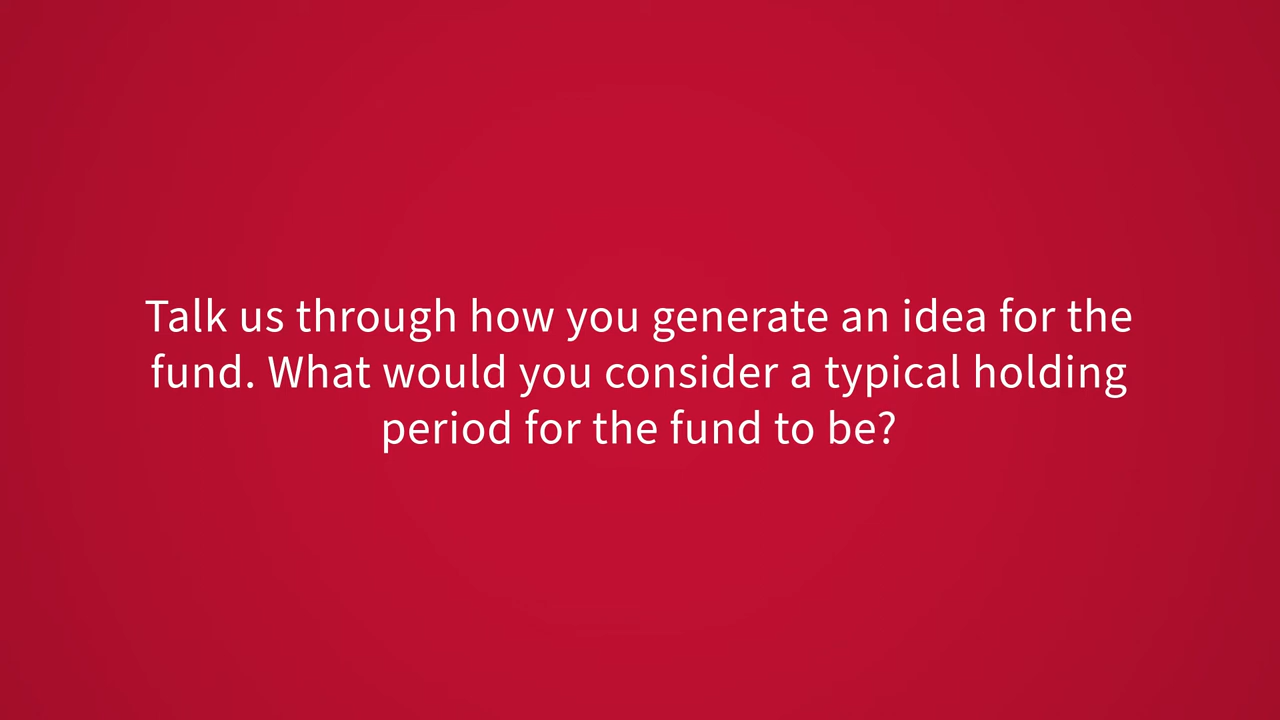 Talk us through how you generate an idea for the
fund. What would you consider a typical holding
period for the fund to be?